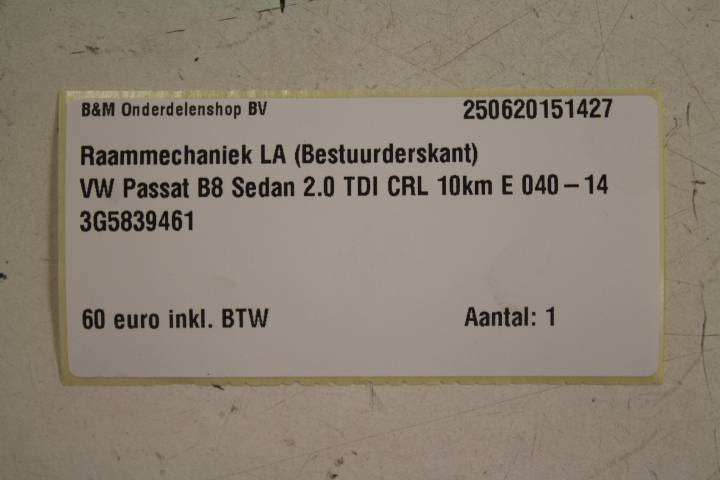 B&M Onderdelenshop BV 250620151427
Raammechaniek LA (Bestuurderskant)
VW Passat B8 Sedan 2.0 TDI CRL 10km E 040-14
3G5839461
60 euro inkl. BTW Aantal: 1